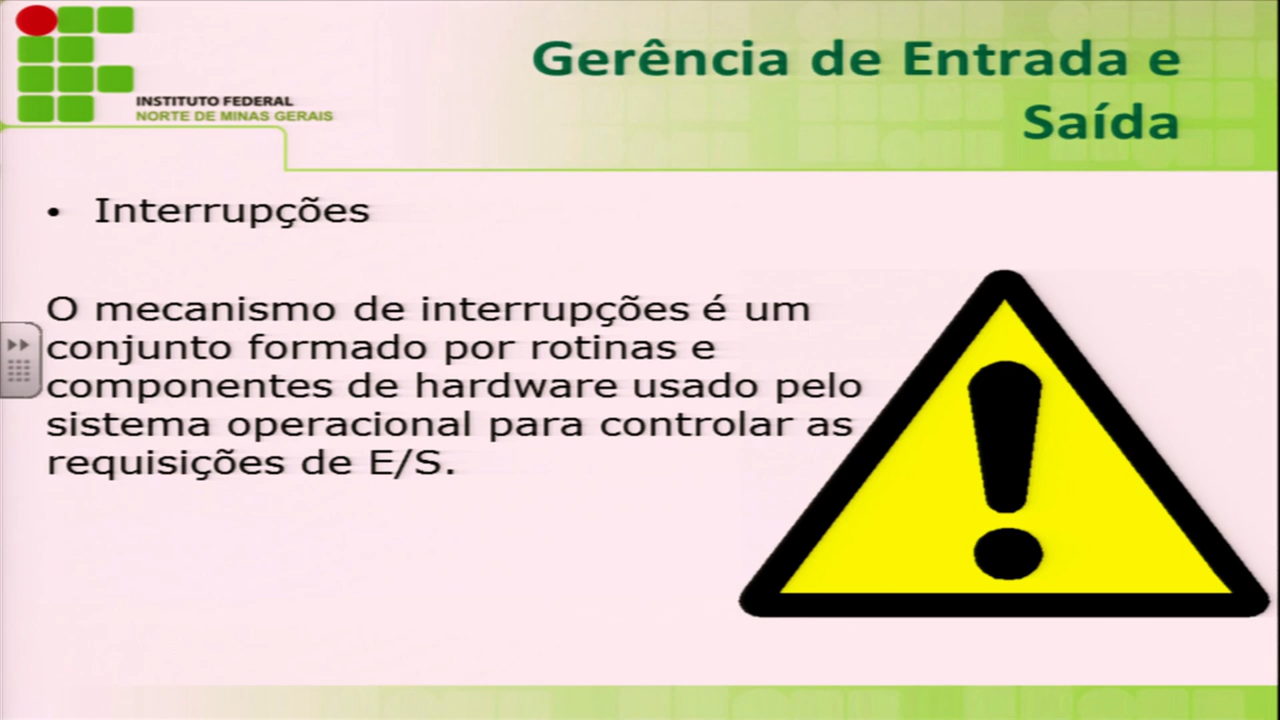 INSTITUTO FEDERAL
NORTE DE MINAS GERAIS
Gerência de Entrada e
Saída
• Interrupções
O mecanismo de interrupções é um
conjunto formado por rotinas e
componentes de hardware usado pelo
sistema operacional para controlar as
requisições de E/S.